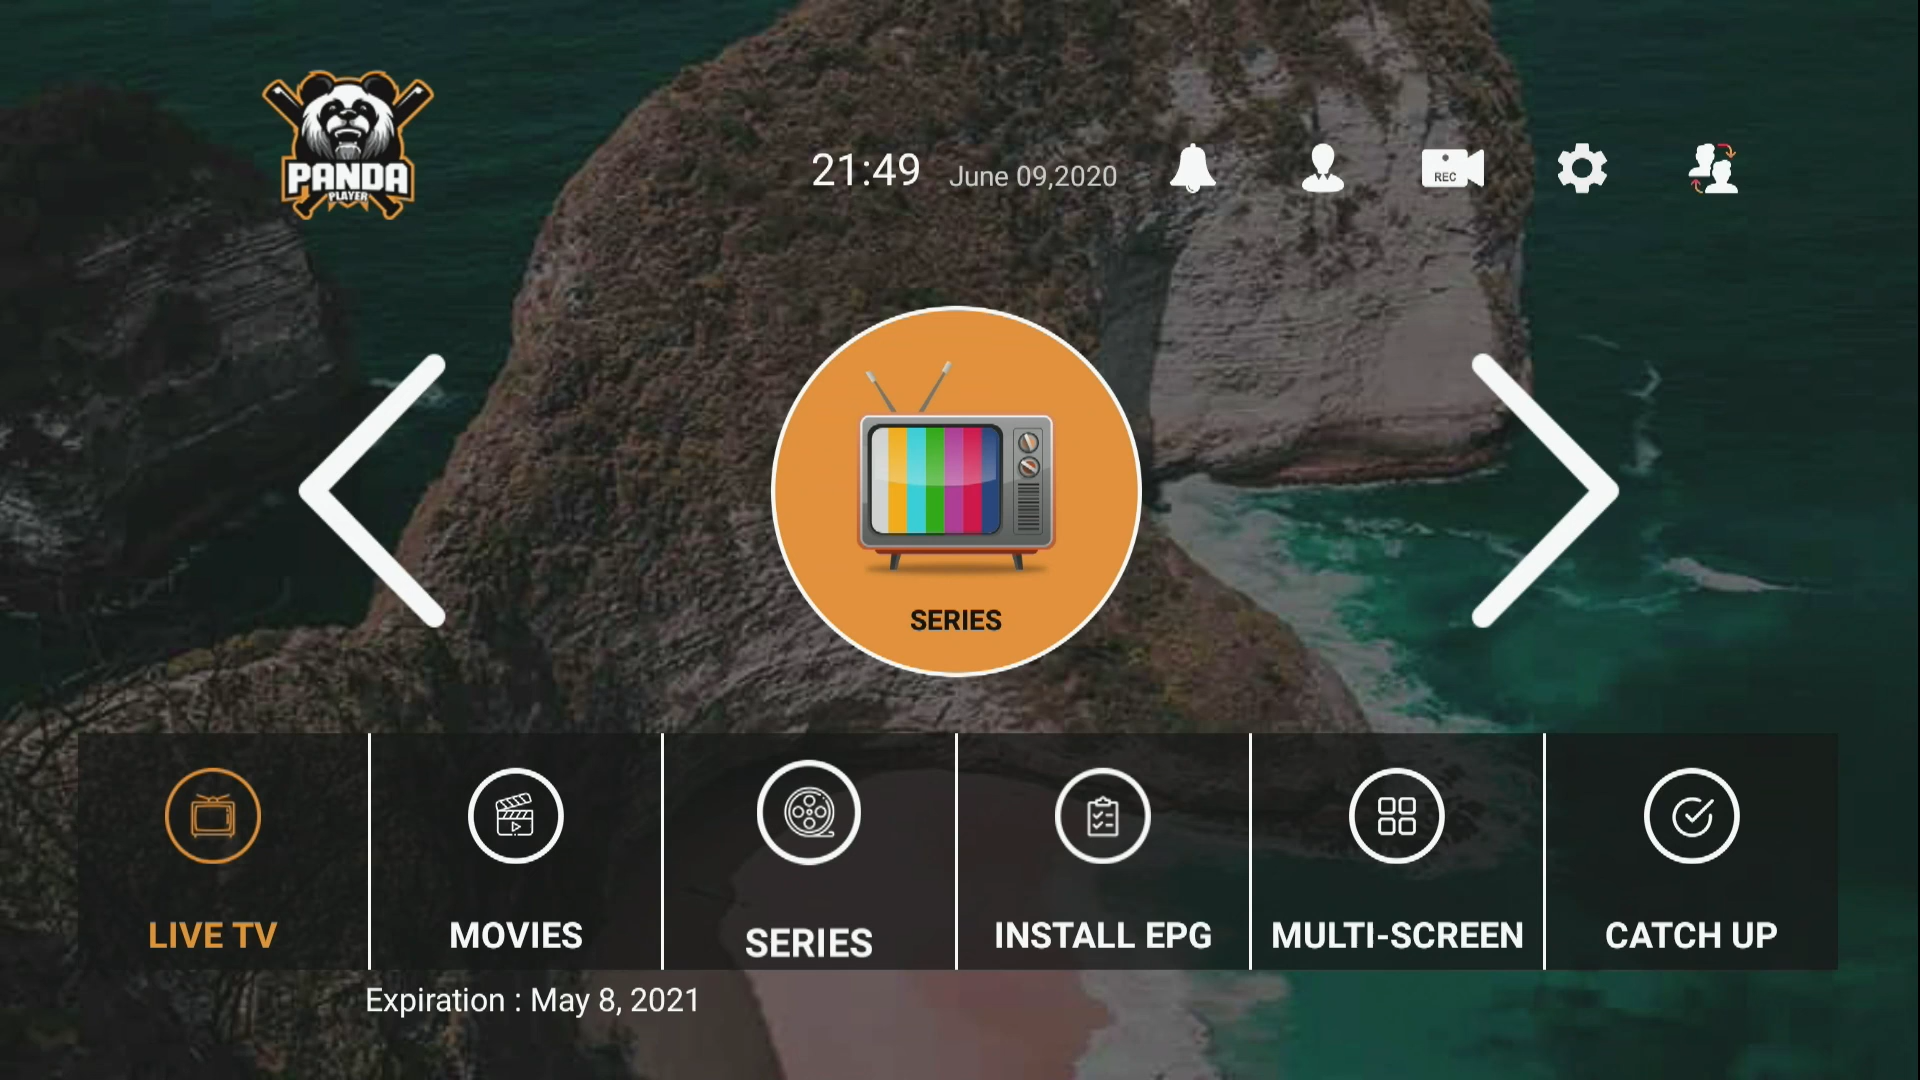 PANDA
PLAYER
21:49 June 09,2020
REC
SERIES
LIVE TV
MOVIES
SERIES
INSTALL EPG
MULTI-SCREEN
CATCH UP
Expiration : May 8, 2021